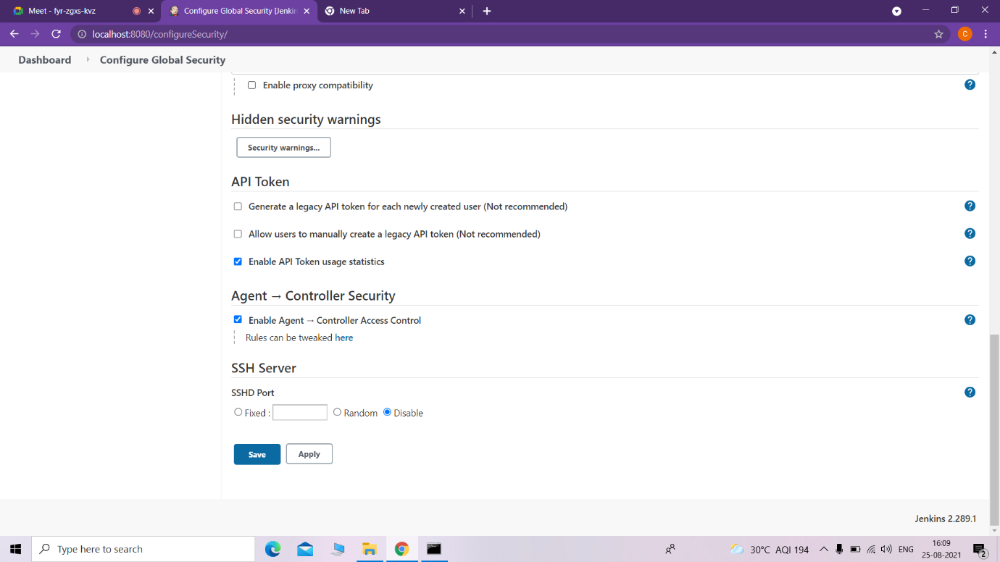 Meet - fyr-zgxs-kvz
Configure Global Security [Jenkin
New Tab
localhost:8080/configureSecurity/
C
Dashboard
Configure Global Security
Enable proxy compatibility
?
Hidden security warnings
Security warnings...
API Token
Generate a legacy API token for each newly created user (Not recommended)
?
Allow users to manually create a legacy API token (Not recommended)
?
Enable API Token usage statistics
?
Agent → Controller Security
Enable Agent → Controller Access Control
?
Rules can be tweaked here
SSH Server
SSHD Port
?
Fixed : Random Disable
Save Apply
Jenkins 2.289.1
Type here to search
30°C AQI 194
ENG
16:09
25-08-2021
2